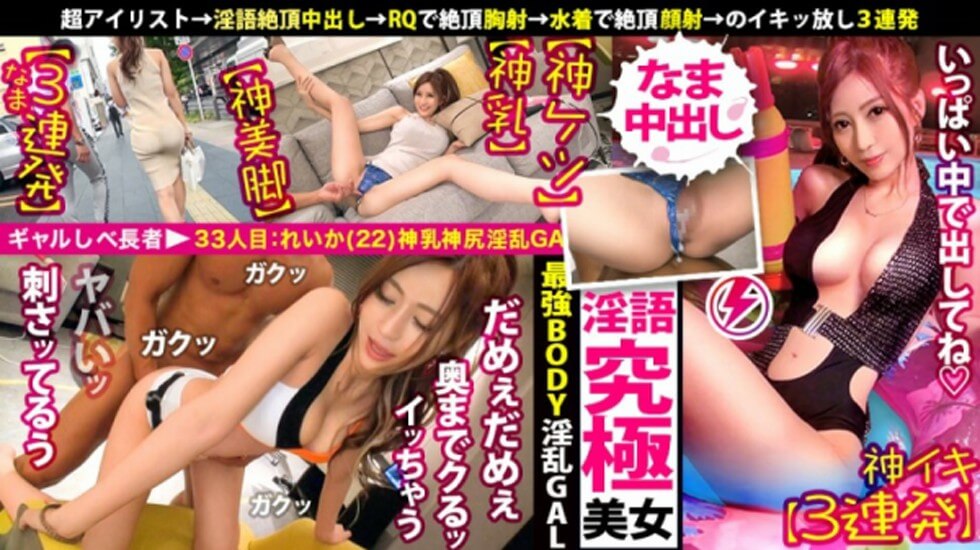 超アイリスト→淫語絶頂中出し→RQで絶頂胸射→水着で絶頂顔射→のイキッ放し3連発
【3連発】
なま
【神美脚】
【神乳】
【神ケツ】
なま
中出し
いっぱい中で出してね♡
ギャルしべ長者▶33人目:れいか(22)神乳神尻淫乱GA
ヤバいッ
刺さッてるう
ガクッ
ガクッ
ガクッ
だめぇだめぇ
奥までクるッ
イッちゃう
最強BODY淫乱GAL
淫語
究極
美女
神イキ
【3連発】